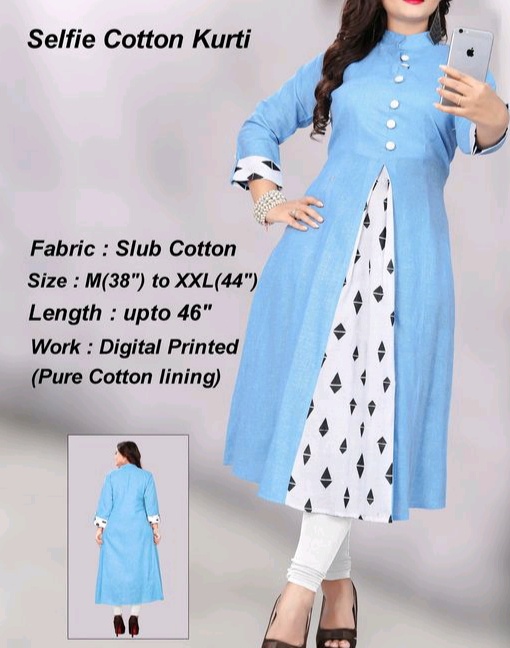 Selfie Cotton Kurti
Fabric : Slub Cotton
Size : M(38") to XXL(44")
Length : upto 46"
Work : Digital Printed
(Pure Cotton lining)